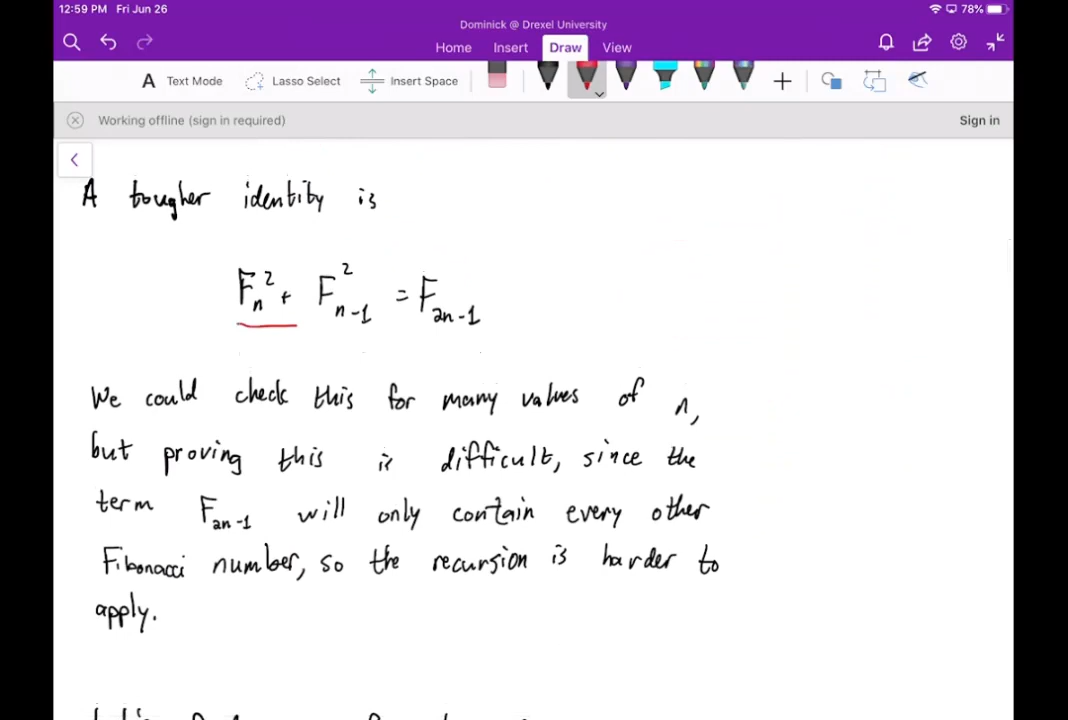 12:59 PM Fri Jun 26
78%
Dominick @ Drexel University
Home Insert Draw View
A Text Mode Lasso Select Insert Space
Working offline (sign in required) Sign in
A tougher identity is
F_n^2 + F_{n-1}^2 = F_{2n-1}
We could check this for many values of n,
but proving this is difficult, since the
term F_{2n-1} will only contain every other
Fibonacci number, so the recursion is harder to
apply.